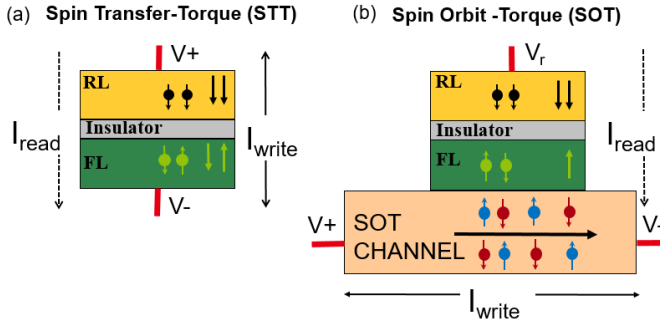 (a) Spin Transfer-Torque (STT)
V+
RL
Insulator
FL
V-
Iread
Iwrite
(b) Spin Orbit -Torque (SOT)
Vr
RL
Insulator
FL
Iread
V+
SOT
CHANNEL
V-
Iwrite